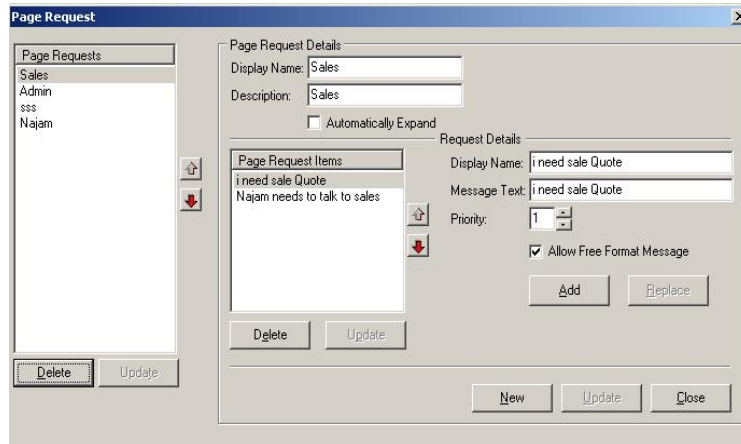 Page Request
Page Requests
Sales
Admin
sss
Najam
Delete
Update
Page Request Details
Display Name: Sales
Description: Sales
Automatically Expand
Page Request Items
i need sale Quote
Najam needs to talk to sales
Delete
Update
Request Details
Display Name: i need sale Quote
Message Text: i need sale Quote
Priority: 1
Allow Free Format Message
Add
Replace
New
Update
Close